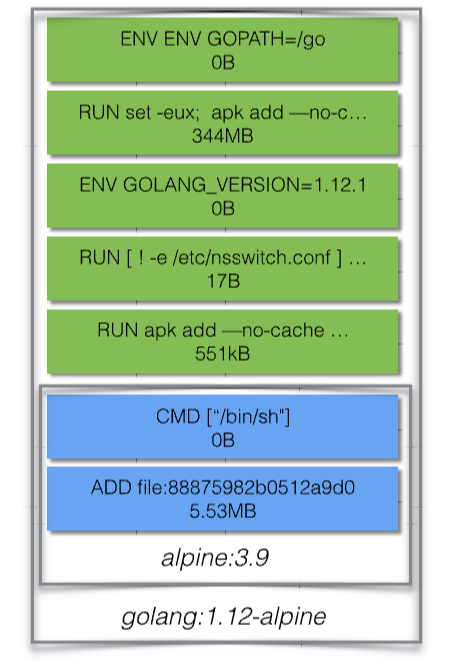 ENV ENV GOPATH=/go
0B
RUN set -eux;  apk add —no-c…
344MB
ENV GOLANG_VERSION=1.12.1
0B
RUN [ ! -e /etc/nsswitch.conf ] …
17B
RUN apk add —no-cache …
551kB
CMD [“/bin/sh"]
0B
ADD file:88875982b0512a9d0
5.53MB
alpine:3.9
golang:1.12-alpine